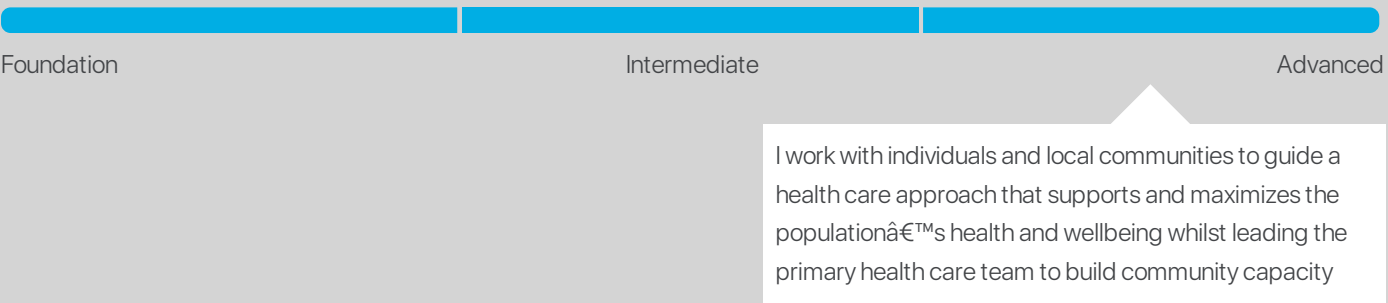 Foundation Intermediate Advanced
I work with individuals and local communities to guide a
health care approach that supports and maximizes the
populationâ€™s health and wellbeing whilst leading the
primary health care team to build community capacity